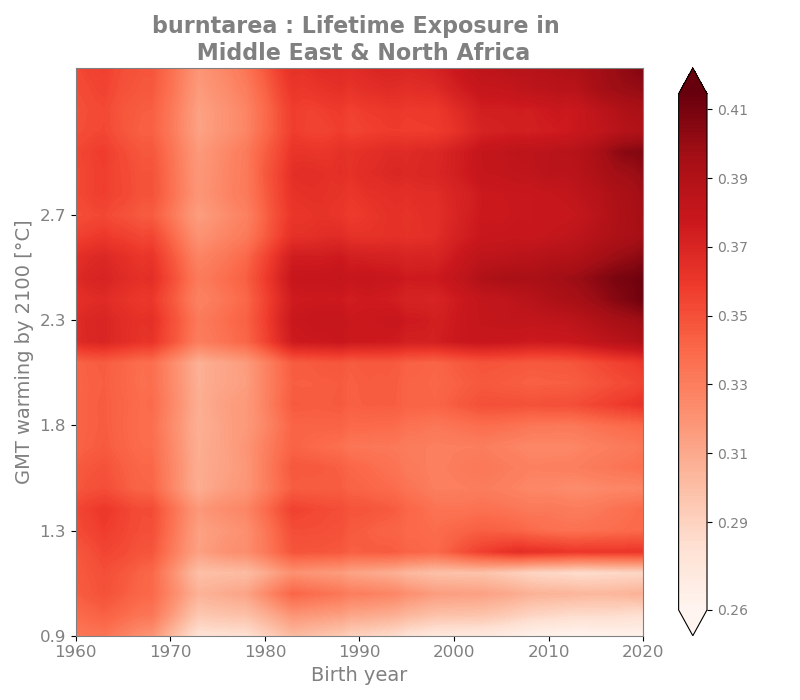 burntarea : Lifetime Exposure in
Middle East & North Africa
GMT warming by 2100 [°C]
2.7
2.3
1.8
1.3
0.9
1960 1970 1980 1990 2000 2010 2020
Birth year
0.41
0.39
0.37
0.35
0.33
0.31
0.29
0.26